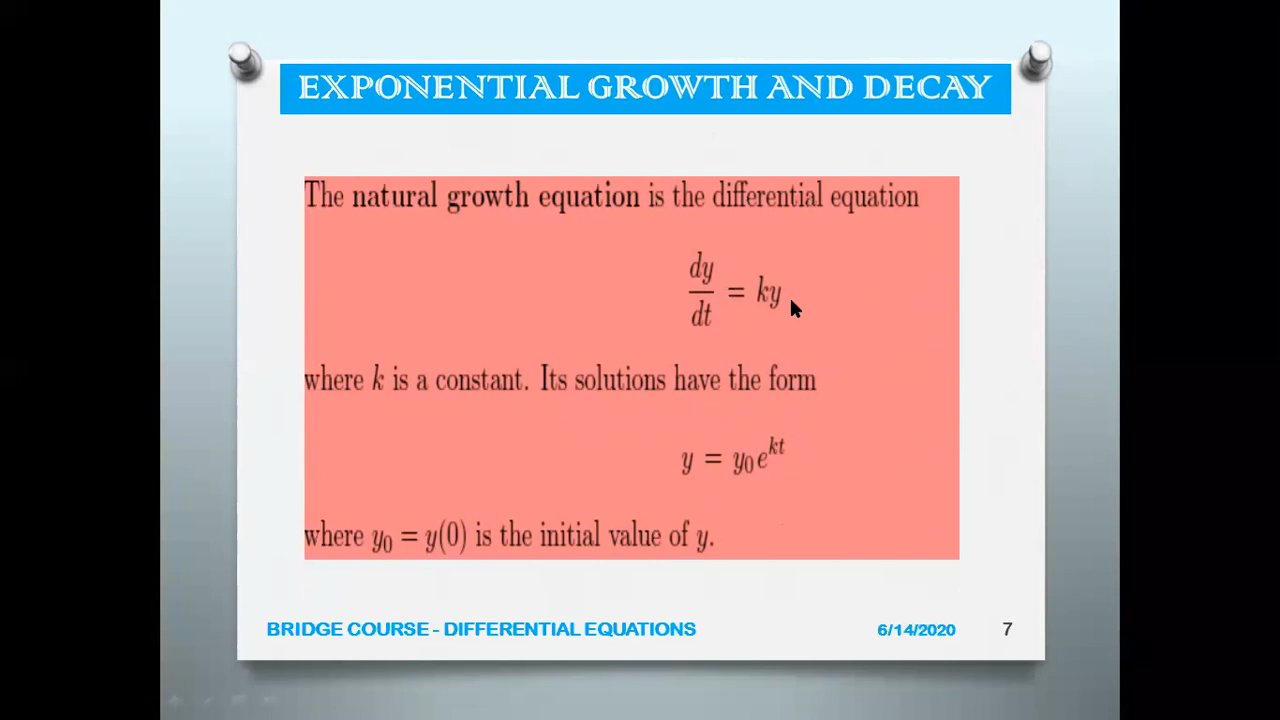 EXPONENTIAL GROWTH AND DECAY
The natural growth equation is the differential equation
dy/dt = ky
where k is a constant. Its solutions have the form
y = y₀e^{kt}
where y₀ = y(0) is the initial value of y.
BRIDGE COURSE - DIFFERENTIAL EQUATIONS 6/14/2020 7